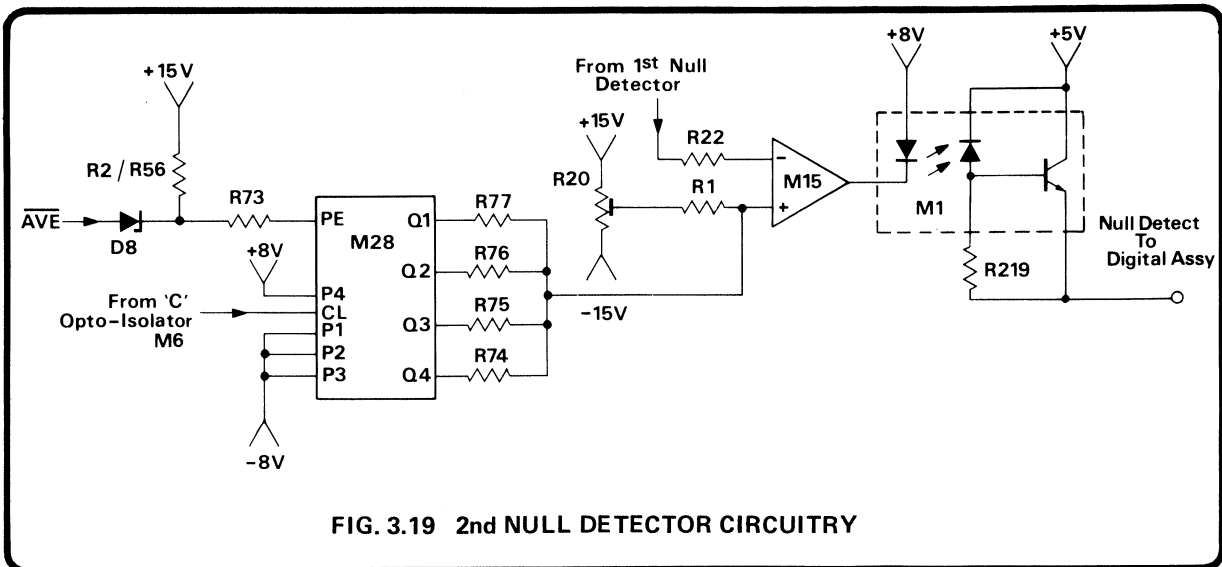 +8V
+5V
From 1st Null
Detector
+15V
+15V
R2/R56
R22
R20
R1
M15
M1
AVE
D8
R73
PE
M28
Q1
R77
+8V
Q2
R76
P4
From 'C'
Opto-Isolator
M6
CL
P1
P2
P3
Q3
R75
Q4
R74
-15V
-8V
R219
Null Detect
To
Digital Assy
FIG. 3.19 2nd NULL DETECTOR CIRCUITRY